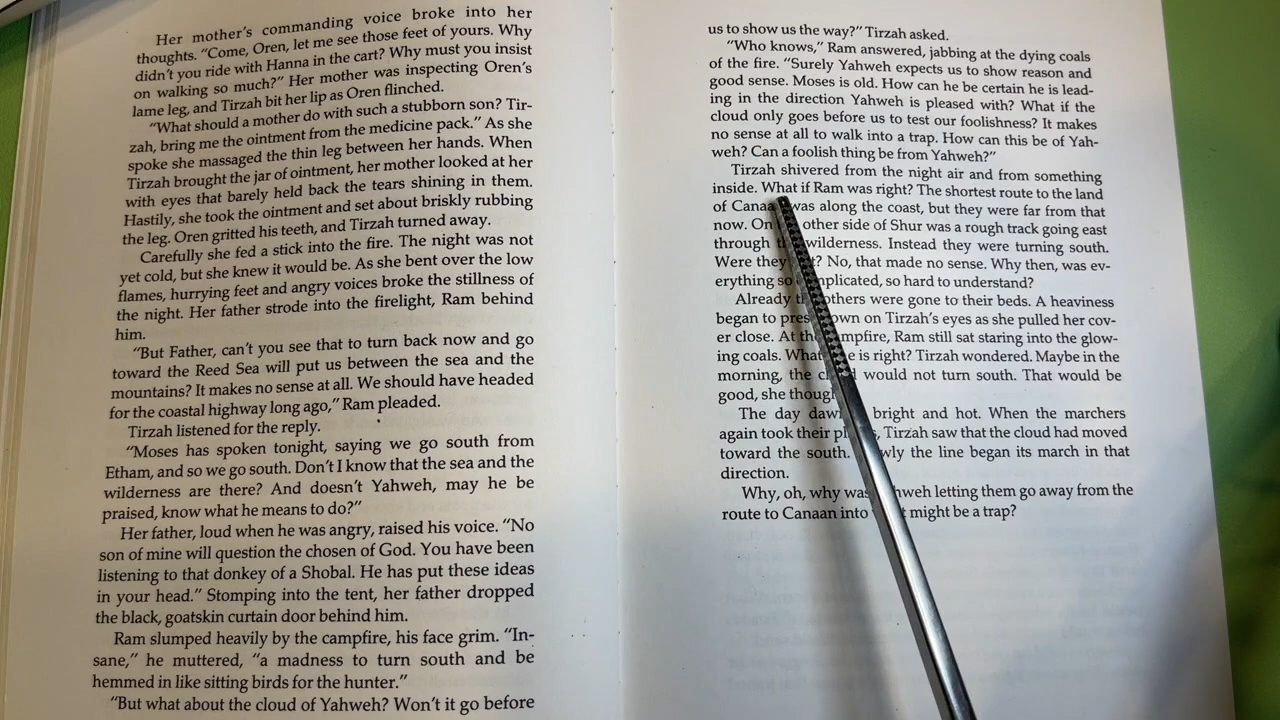 Her mother's commanding voice broke into her
thoughts. “Come, Oren, let me see those feet of yours. Why
didn't you ride with Hanna in the cart? Why must you insist
on walking so much?” Her mother was inspecting Oren's
lame leg, and Tirzah bit her lip as Oren flinched.
“What should a mother do with such a stubborn son? Tir-
zah, bring me the ointment from the medicine pack.” As she
spoke she massaged the thin leg between her hands. When
Tirzah brought the jar of ointment, her mother looked at her
with eyes that barely held back the tears shining in them.
Hastily, she took the ointment and set about briskly rubbing
the leg. Oren gritted his teeth, and Tirzah turned away.
Carefully she fed a stick into the fire. The night was not
yet cold, but she knew it would be. As she bent over the low
flames, hurrying feet and angry voices broke the stillness of
the night. Her father strode into the firelight, Ram behind
him.
“But Father, can't you see that to turn back now and go
toward the Reed Sea will put us between the sea and the
mountains? It makes no sense at all. We should have headed
for the coastal highway long ago,” Ram pleaded.
Tirzah listened for the reply.
“Moses has spoken tonight, saying we go south from
Etham, and so we go south. Don't I know that the sea and the
wilderness are there? And doesn't Yahweh, may he be
praised, know what he means to do?”
Her father, loud when he was angry, raised his voice. “No
son of mine will question the chosen of God. You have been
listening to that donkey of a Shobal. He has put these ideas
in your head.” Stomping into the tent, her father dropped
the black, goatskin curtain door behind him.
Ram slumped heavily by the campfire, his face grim. “In-
sane,” he muttered, “a madness to turn south and be
hemmed in like sitting birds for the hunter.”
“But what about the cloud of Yahweh? Won't it go before
us to show us the way?” Tirzah asked.
“Who knows,” Ram answered, jabbing at the dying coals
of the fire. “Surely Yahweh expects us to show reason and
good sense. Moses is old. How can he be certain he is lead-
ing in the direction Yahweh is pleased with? What if the
cloud only goes before us to test our foolishness? It makes
no sense at all to walk into a trap. How can this be of Yah-
weh? Can a foolish thing be from Yahweh?”
Tirzah shivered from the night air and from something
inside. What if Ram was right? The shortest route to the land
of Canaan was along the coast, but they were far from that
now. On other side of Shur was a rough track going east
through the wilderness. Instead they were turning south.
Were they No, that made no sense. Why then, was ev-
erything so complicated, so hard to understand?
Already the others were gone to their beds. A heaviness
began to press down on Tirzah's eyes as she pulled her cov-
er close. At the campfire, Ram still sat staring into the glow-
ing coals. What he is right? Tirzah wondered. Maybe in the
morning, the cloud would not turn south. That would be
good, she thought.
The day dawned bright and hot. When the marchers
again took their places, Tirzah saw that the cloud had moved
toward the south. Slowly the line began its march in that
direction.
Why, oh, why was Yahweh letting them go away from the
route to Canaan into what might be a trap?